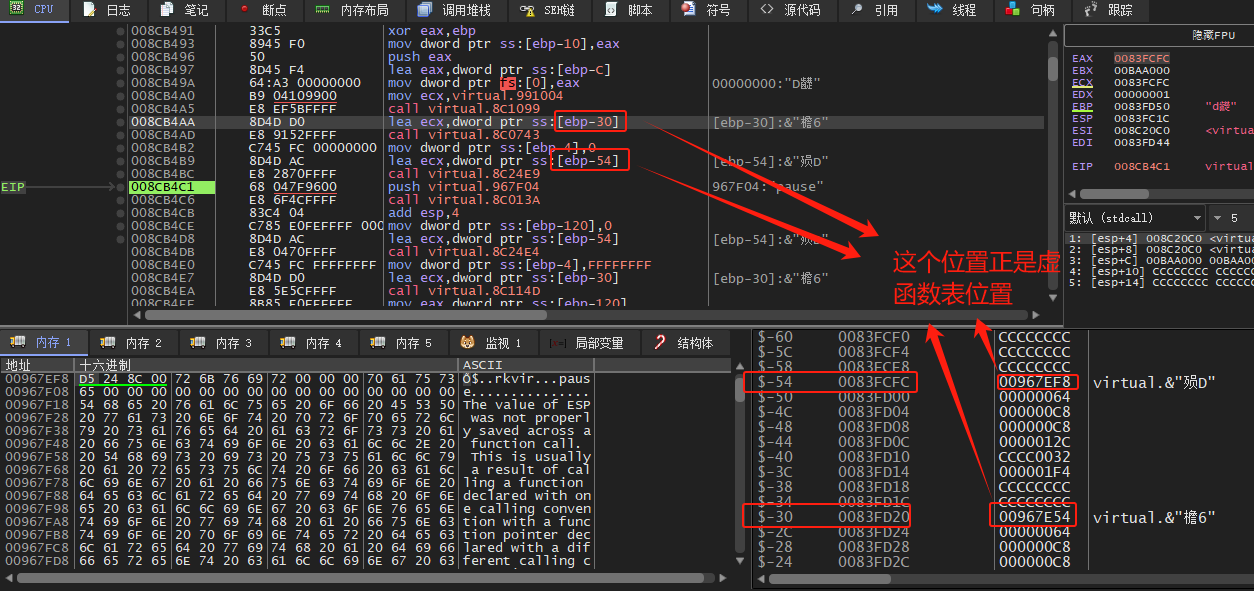 CPU 日志 笔记 断点 内存布局 调用堆栈 SEH链 脚本 符号 源代码 引用 线程 句柄 跟踪
008CB491 33C5 xor eax,ebp
008CB493 8945 F0 mov dword ptr ss:[ebp-10],eax
008CB496 50 push eax
008CB497 8D45 F4 lea eax,dword ptr ss:[ebp-C]
008CB49A 64:A3 00000000 mov dword ptr fs:[0],eax
008CB4A0 B9 04109900 mov ecx,virtual.991004
008CB4A5 E8 EF5BFFFF call virtual.8C1099
008CB4AA 8D4D D0 lea ecx,dword ptr ss:[ebp-30] [ebp-30]:&"檐6"
008CB4AD E8 9152FFFF call virtual.8C0743
008CB4B2 C745 FC 00000000 mov dword ptr ss:[ebp-4],0
008CB4B9 8D4D AC lea ecx,dword ptr ss:[ebp-54] [ebp-54]:&"殒D"
008CB4BC E8 2870FFFF call virtual.8C24E9
EIP 008CB4C1 68 047F9600 push virtual.967F04 967F04:"pause"
008CB4C6 E8 6F4CFFFF call virtual.8C013A
008CB4CB 83C4 04 add esp,4
008CB4CE C785 E0FEFFFF 000 mov dword ptr ss:[ebp-120],0
008CB4D8 8D4D AC lea ecx,dword ptr ss:[ebp-54] [ebp-54]:&"殒D"
008CB4DB E8 0470FFFF call virtual.8C24E4
008CB4E0 C745 FC FFFFFFFF mov dword ptr ss:[ebp-4],FFFFFFFF
008CB4E7 8D4D D0 lea ecx,dword ptr ss:[ebp-30] [ebp-30]:&"檐6"
008CB4EA E8 5E5CFFFF call virtual.8C114D
008CB4EF 8B85 E0FEFFFF mov eax,dword ptr ss:[ebp-120]
这个位置正是虚
函数表位置
隐藏FPU
EAX 0083FCFC
EBX 00BAA000
ECX 0083FCFC
EDX 00000001
EBP 0083FD50
ESP 0083FC1C
ESI 008C20C0 <virtua
EDI 0083FD44
EIP 008CB4C1 virtual
默认 (stdcall) 5
1: [esp+4] 008C20C0 <virtua
2: [esp+8] 008C20C0 <virtua
3: [esp+C] 00BAA000 00BAA00
4: [esp+10] CCCCCCCC CCCCCC
5: [esp+14] CCCCCCCC CCCCCC
内存 1 内存 2 内存 3 内存 4 内存 5 监视 1 局部变量 结构体
地址 十六进制 ASCII
00967EF8 D5 24 8C 00 72 6B 76 69 72 00 00 00 70 61 75 73 Õ$..rkvir...paus
00967F08 65 00 00 00 00 00 00 00 00 00 00 00 00 00 00 00 e...............
00967F18 54 68 65 20 76 61 6C 75 65 20 6F 66 20 45 53 50 The value of ESP
00967F28 20 77 61 73 20 6E 6F 74 20 70 72 6F 70 65 72 6C  was not properl
00967F38 79 20 73 61 76 65 64 20 61 63 72 6F 73 73 20 61 y saved across a
00967F48 20 66 75 6E 63 74 69 6F 6E 20 63 61 6C 6C 2E 20  function call.
00967F58 20 54 68 69 73 20 69 73 20 75 73 75 61 6C 6C 79  This is usually
00967F68 20 61 20 72 65 73 75 6C 74 20 6F 66 20 63 61 6C  a result of cal
00967F78 6C 69 6E 67 20 61 20 66 75 6E 63 74 69 6F 6E 20 ling a function
00967F88 64 65 63 6C 61 72 65 64 20 77 69 74 68 20 6F 6E declared with on
00967F98 65 20 63 61 6C 6C 69 6E 67 20 63 6F 6E 76 65 6E e calling conven
00967FA8 74 69 6F 6E 20 77 69 74 68 20 61 20 66 75 6E 63 tion with a func
00967FB8 74 69 6F 6E 20 70 6F 69 6E 74 65 72 20 64 65 63 tion pointer dec
00967FC8 6C 61 72 65 64 20 77 69 74 68 20 61 20 64 69 66 lared with a dif
00967FD8 66 65 72 65 6E 74 20 63 61 6C 6C 69 6E 67 20 63 ferent calling c
$-60 0083FCF0 CCCCCCCC
$-5C 0083FCF4 CCCCCCCC
$-58 0083FCF8 CCCCCCCC
$-54 0083FCFC 00967EF8 virtual.&"殒D"
$-50 0083FD00 00000064
$-4C 0083FD04 000000C8
$-48 0083FD08 000000C8
$-44 0083FD0C 0000012C
$-40 0083FD10 CCCC0032
$-3C 0083FD14 000001F4
$-38 0083FD18 CCCCCCCC
$-34 0083FD1C CCCCCCCC
$-30 0083FD20 00967E54 virtual.&"檐6"
$-2C 0083FD24 00000064
$-28 0083FD28 000000C8
$-24 0083FD2C 000000C8